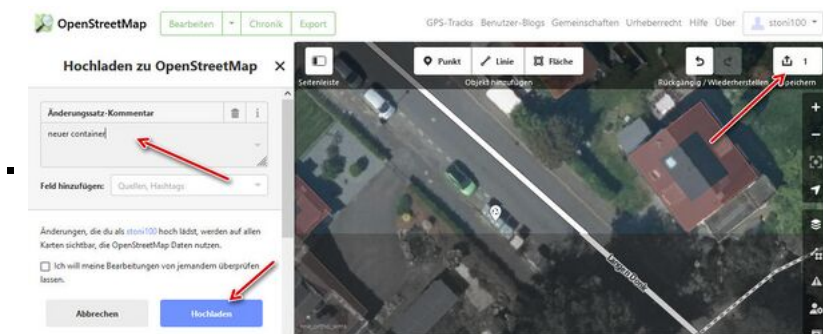 OpenStreetMap
Bearbeiten
Chronik
Export
GPS-Tracks Benutzer-Blogs Gemeinschaften Urheberrecht Hilfe Über
stoni100
Hochladen zu OpenStreetMap
Änderungssatz-Kommentar
neuer container
Feld hinzufügen:
Quellen, Hashtags
Änderungen, die du als stoni100 hoch lädst, werden auf allen
Karten sichtbar, die OpenStreetMap Daten nutzen.
Ich will meine Bearbeitungen von jemandem überprüfen
lassen.
Abbrechen
Hochladen
Seitenleiste
Punkt
Linie
Fläche
Objekt hinzufügen
Rückgängig / Wiederherstellen
1
Speichern